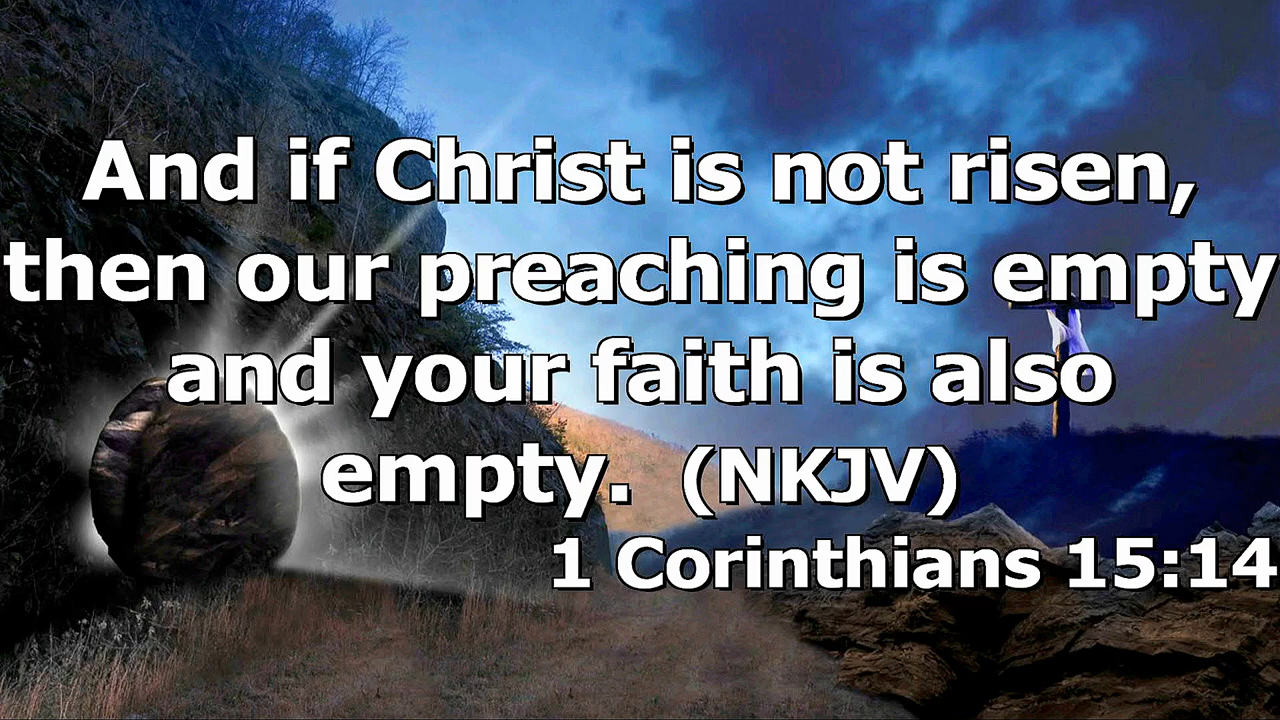 And if Christ is not risen,
then our preaching is empty
and your faith is also
empty. (NKJV)
1 Corinthians 15:14